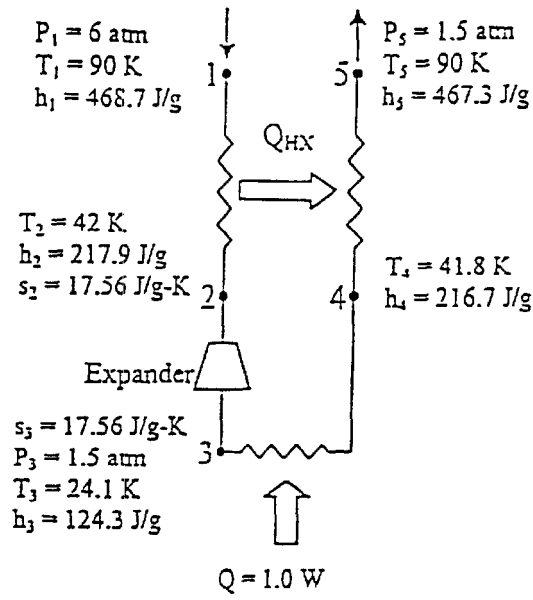 P₁ = 6 atm
T₁ = 90 K
h₁ = 468.7 J/g
1
5
P₅ = 1.5 atm
T₅ = 90 K
h₅ = 467.3 J/g
Q_HX
T₂ = 42 K
h₂ = 217.9 J/g
s₂ = 17.56 J/g-K
2
4
T₄ = 41.8 K
h₄ = 216.7 J/g
Expander
s₃ = 17.56 J/g-K
P₃ = 1.5 atm
T₃ = 24.1 K
h₃ = 124.3 J/g
3
Q = 1.0 W